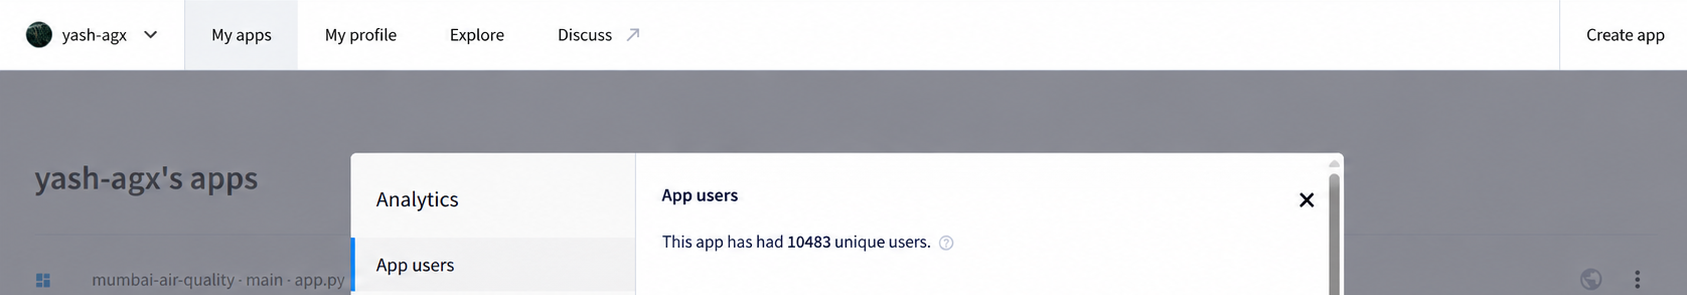 yash-agx My apps My profile Explore Discuss Create app
yash-agx's apps
Analytics
App users
This app has had 10483 unique users.
App users
mumbai-air-quality · main · app.py